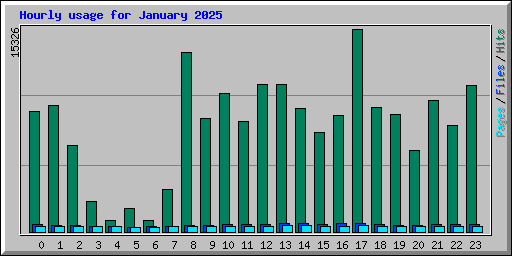 Hourly usage for January 2025
15326
Pages/Files/Hits
0 1 2 3 4 5 6 7 8 9 10 11 12 13 14 15 16 17 18 19 20 21 22 23